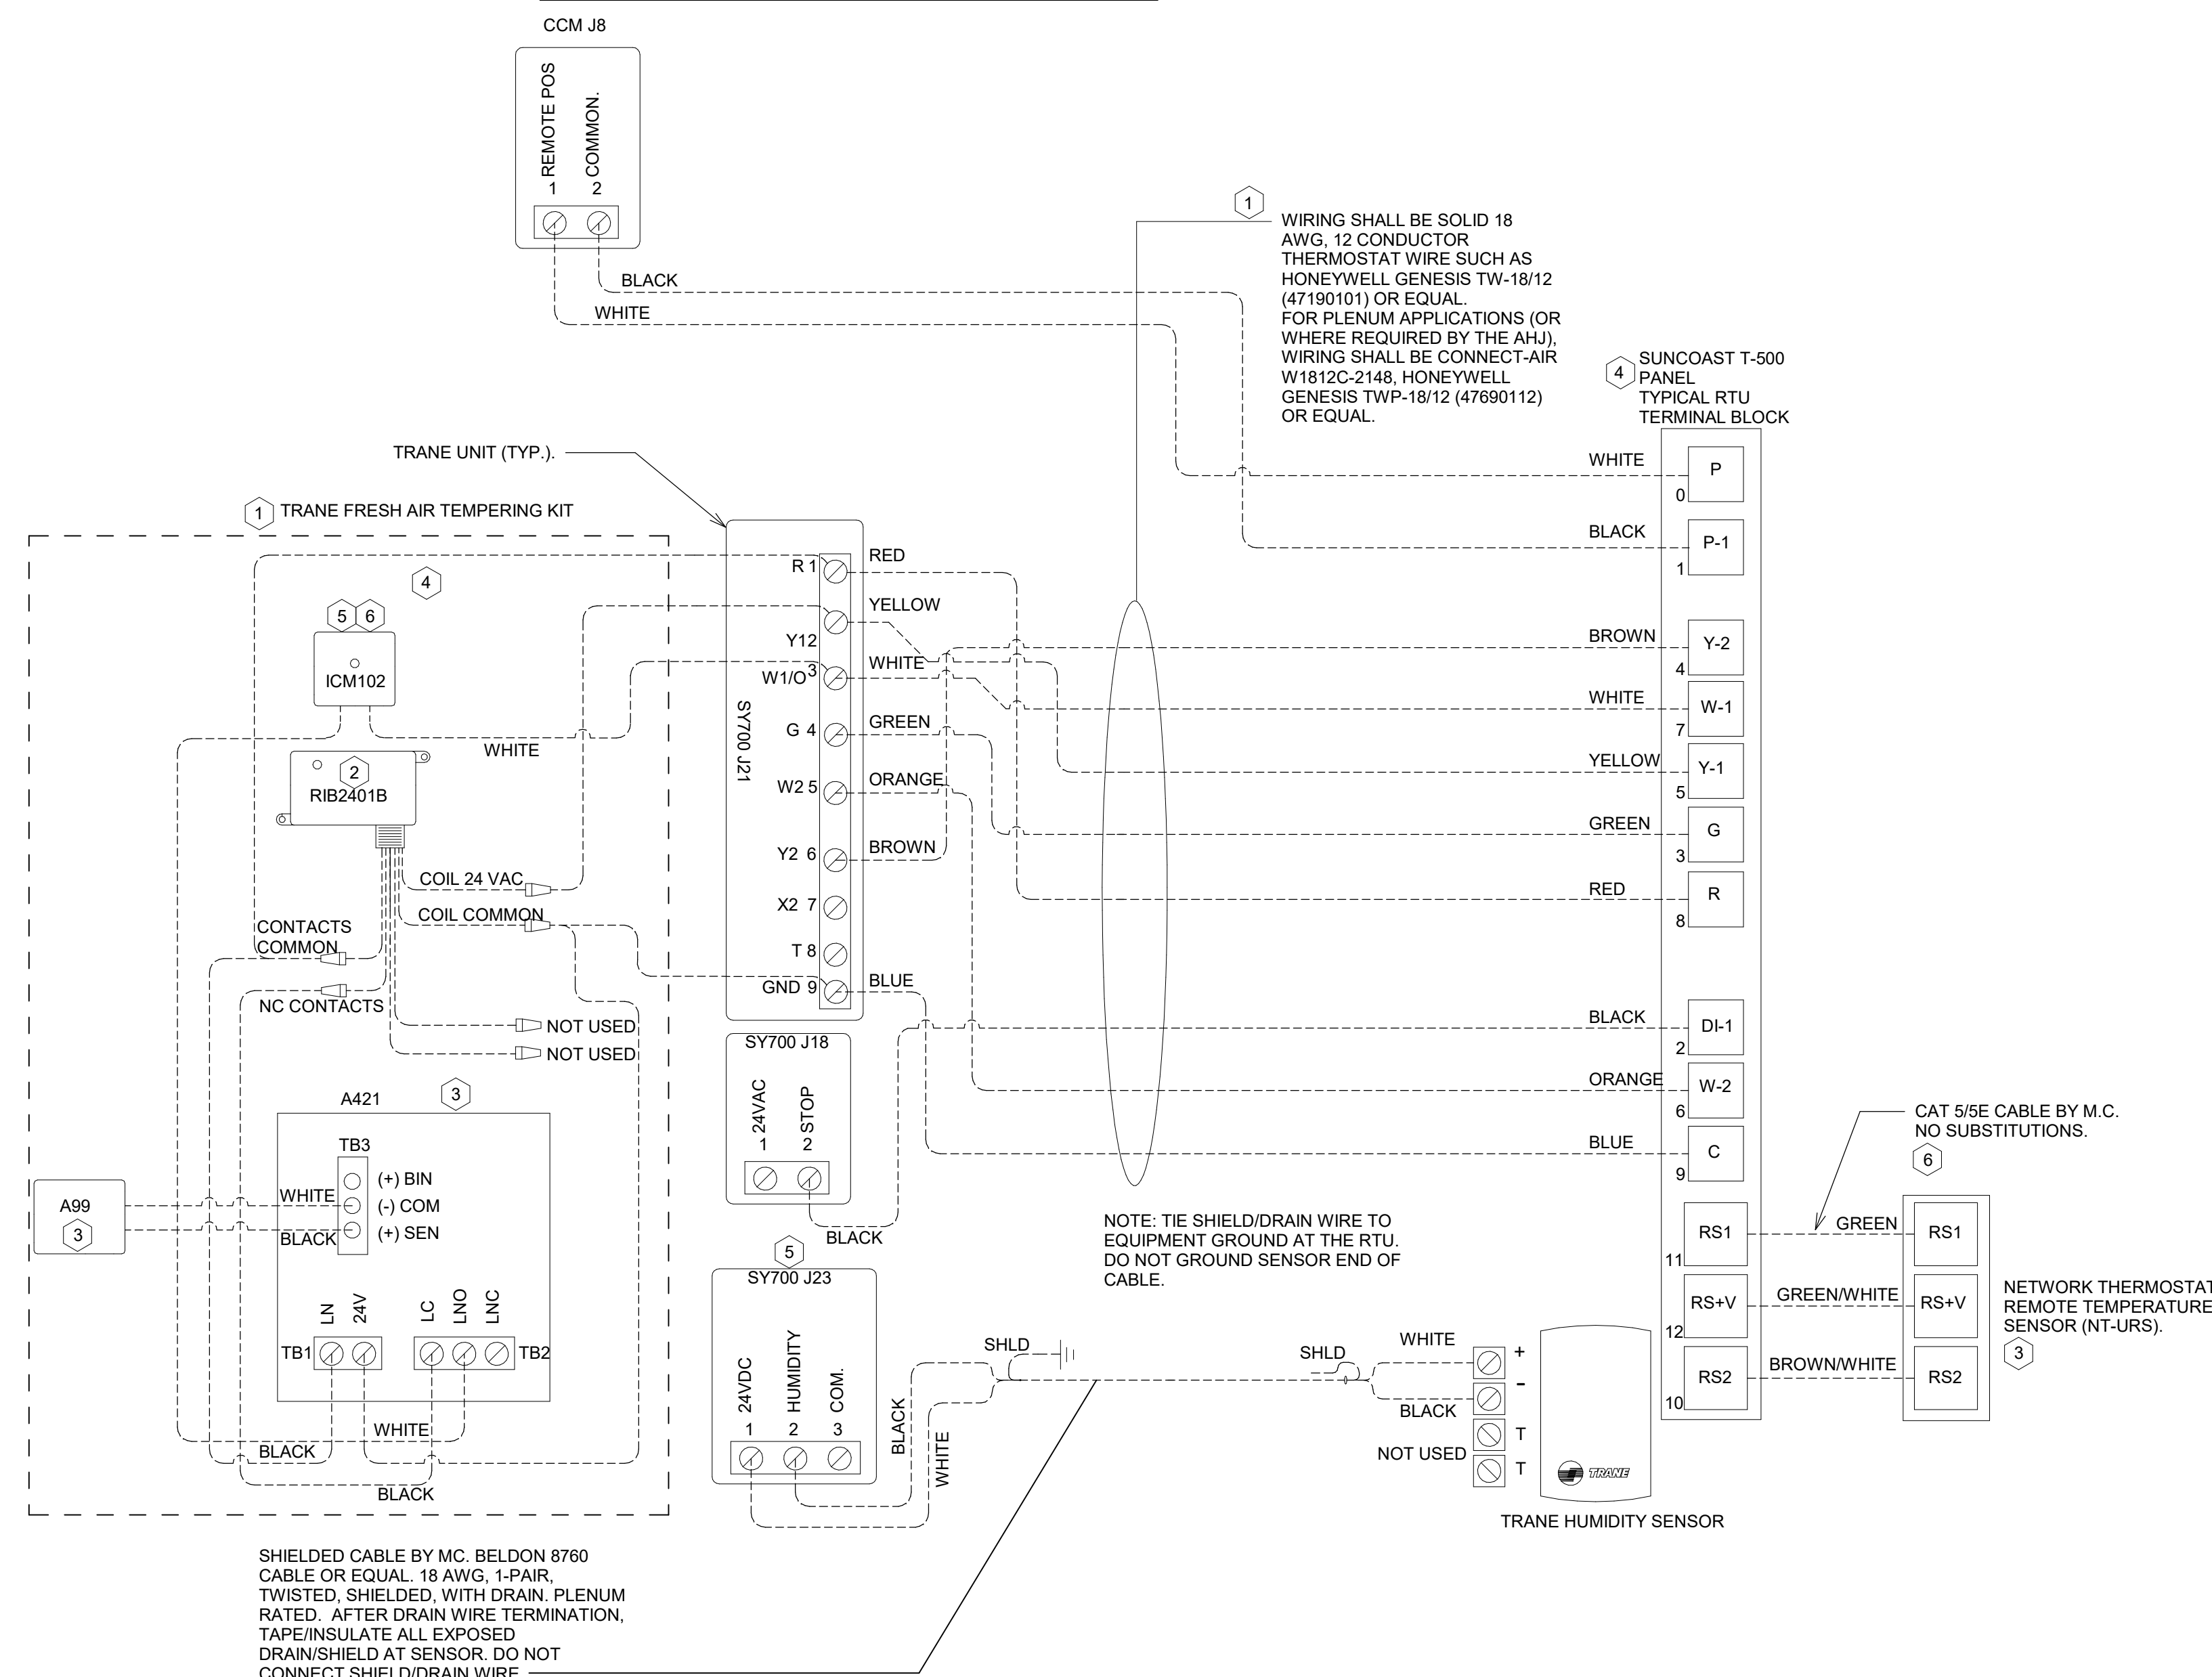 CCM J8
REMOTE POS
COMMON.
1
2
BLACK
WHITE
1
WIRING SHALL BE SOLID 18
AWG, 12 CONDUCTOR
THERMOSTAT WIRE SUCH AS
HONEYWELL GENESIS TW-18/12
(47190101) OR EQUAL.
FOR PLENUM APPLICATIONS (OR
WHERE REQUIRED BY THE AHJ),
WIRING SHALL BE CONNECT-AIR
W1812C-2148, HONEYWELL
GENESIS TWP-18/12 (47690112)
OR EQUAL.
4
SUNCOAST T-500
PANEL
TYPICAL RTU
TERMINAL BLOCK
WHITE
P
0
BLACK
P-1
1
BROWN
Y-2
4
WHITE
W-1
7
YELLOW
Y-1
5
GREEN
G
3
RED
R
8
BLACK
DI-1
2
ORANGE
W-2
6
BLUE
C
9
RS1
11
RS+V
12
RS2
10
GREEN
GREEN/WHITE
BROWN/WHITE
CAT 5/5E CABLE BY M.C.
NO SUBSTITUTIONS.
6
RS1
RS+V
RS2
NETWORK THERMOSTAT
REMOTE TEMPERATURE
SENSOR (NT-URS).
3
TRANE UNIT (TYP.).
1
TRANE FRESH AIR TEMPERING KIT
4
5
6
ICM102
WHITE
2
RIB2401B
COIL 24 VAC
COIL COMMON
CONTACTS
COMMON
NC CONTACTS
NOT USED
NOT USED
SY700 J21
R 1
RED
YELLOW
Y12
W1/O 3
WHITE
G 4
GREEN
W2 5
ORANGE
Y2 6
BROWN
X2 7
T 8
GND 9
BLUE
SY700 J18
24VAC
STOP
1
2
BLACK
A421
3
TB3
(+) BIN
(-) COM
(+) SEN
A99
3
WHITE
BLACK
LN
24V
LC
LNO
LNC
TB1
TB2
WHITE
BLACK
BLACK
5
SY700 J23
24VDC
HUMIDITY
COM.
1
2
3
BLACK
WHITE
SHLD
NOTE: TIE SHIELD/DRAIN WIRE TO
EQUIPMENT GROUND AT THE RTU.
DO NOT GROUND SENSOR END OF
CABLE.
SHLD
WHITE
BLACK
NOT USED
+
-
T
T
TRANE
TRANE HUMIDITY SENSOR
SHIELDED CABLE BY MC. BELDON 8760
CABLE OR EQUAL. 18 AWG, 1-PAIR,
TWISTED, SHIELDED, WITH DRAIN. PLENUM
RATED. AFTER DRAIN WIRE TERMINATION,
TAPE/INSULATE ALL EXPOSED
DRAIN/SHIELD AT SENSOR. DO NOT
CONNECT SHIELD/DRAIN WIRE